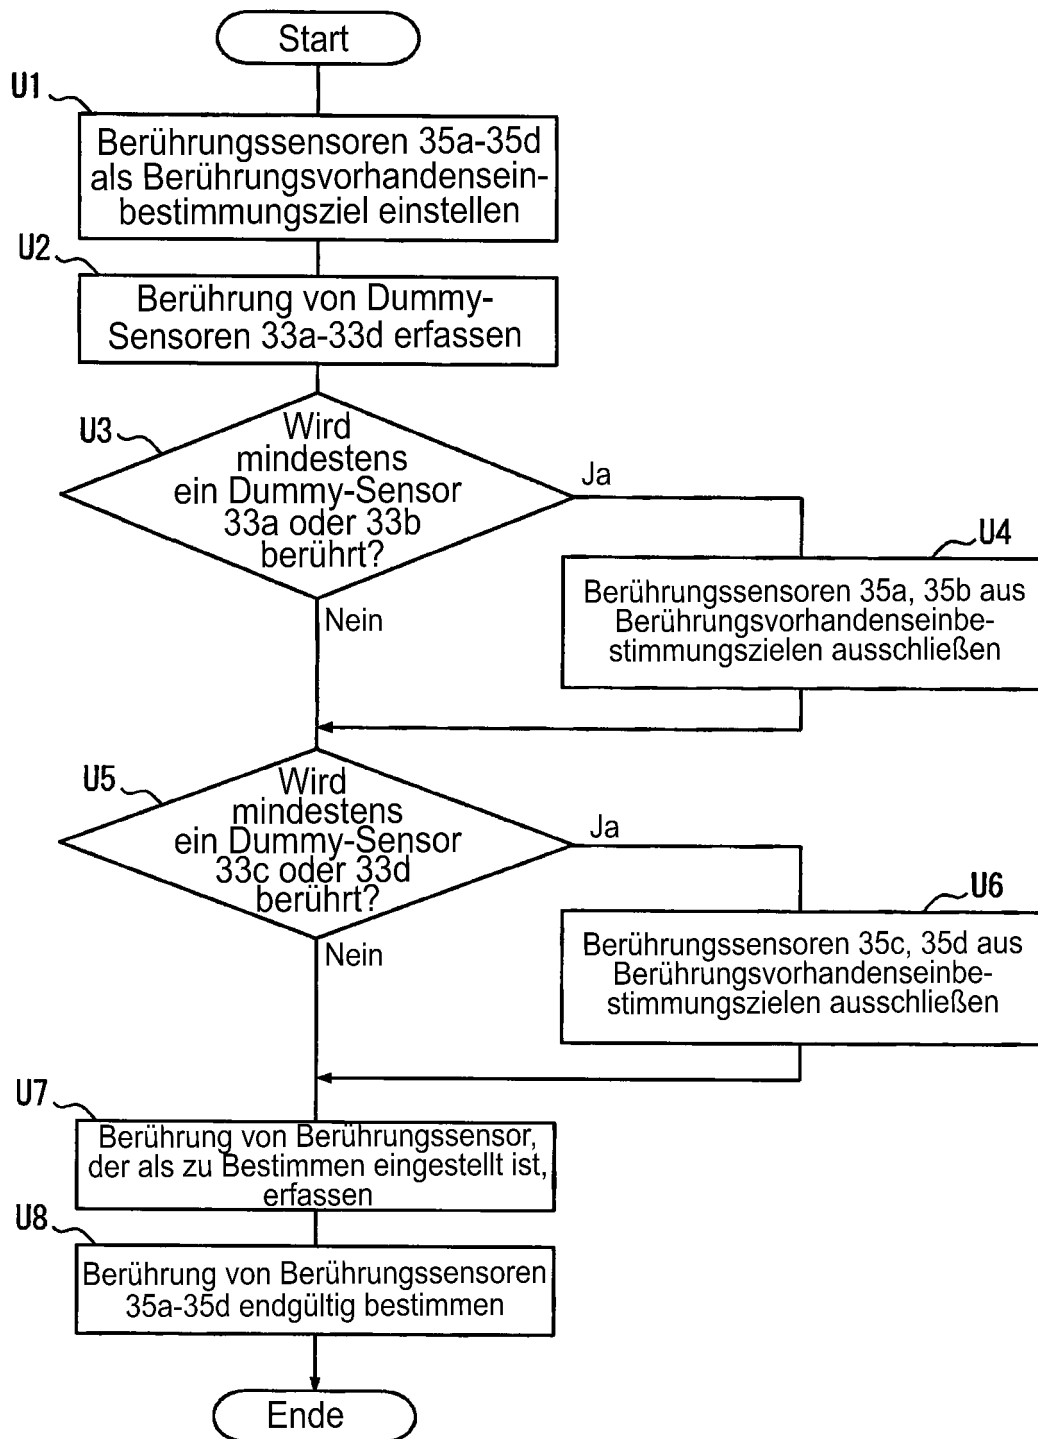 Start
U1
Berührungssensoren 35a-35d
als Berührungsvorhandensein-
bestimmungsziel einstellen
U2
Berührung von Dummy-
Sensoren 33a-33d erfassen
U3
Wird
mindestens
ein Dummy-Sensor
33a oder 33b
berührt?
Ja
Nein
U4
Berührungssensoren 35a, 35b aus
Berührungsvorhandenseinbe-
stimmungszielen ausschließen
U5
Wird
mindestens
ein Dummy-Sensor
33c oder 33d
berührt?
Ja
Nein
U6
Berührungssensoren 35c, 35d aus
Berührungsvorhandenseinbe-
stimmungszielen ausschließen
U7
Berührung von Berührungssensor,
der als zu Bestimmen eingestellt ist,
erfassen
U8
Berührung von Berührungssensoren
35a-35d endgültig bestimmen
Ende